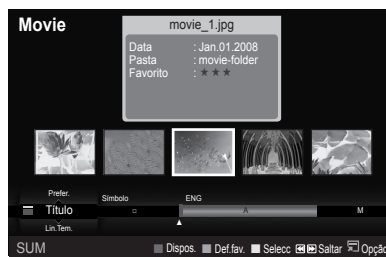 Movie
movie_1.jpg
Data : Jan.01.2008
Pasta : movie-folder
Favorito : ★★★
Prefer.
Símbolo ENG
Título A M
Lin.Tem.
SUM Dispos. Def.fav. Selecc Saltar Opção